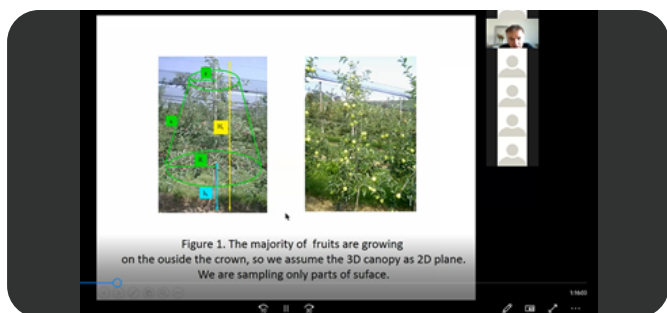 Figure 1. The majority of fruits are growing
on the ouside the crown, so we assume the 3D canopy as 2D plane.
We are sampling only parts of suface.